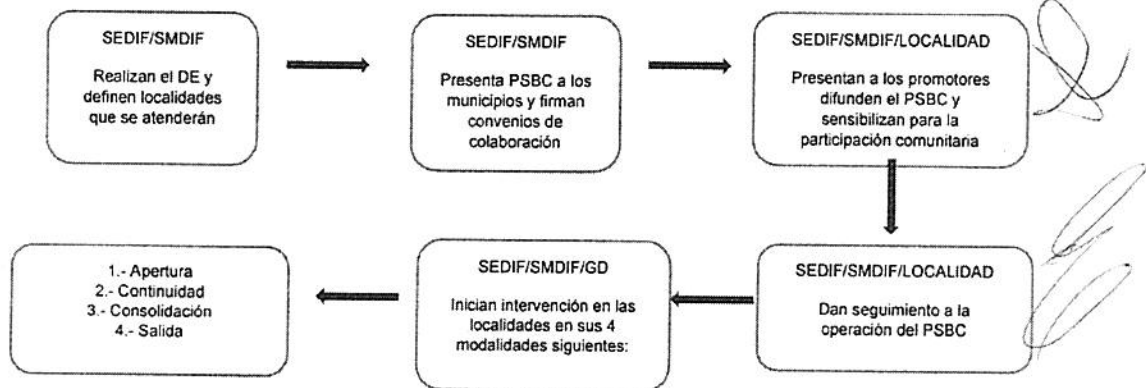 SEDIF/SMDIF
Realizan el DE y
definen localidades
que se atenderán
SEDIF/SMDIF
Presenta PSBC a los
municipios y firman
convenios de
colaboración
SEDIF/SMDIF/LOCALIDAD
Presentan a los promotores
difunden el PSBC y
sensibilizan para la
participación comunitaria
SEDIF/SMDIF/LOCALIDAD
Dan seguimiento a la
operación del PSBC
SEDIF/SMDIF/GD
Inician intervención en las
localidades en sus 4
modalidades siguientes:
1.- Apertura
2.- Continuidad
3.- Consolidación
4.- Salida